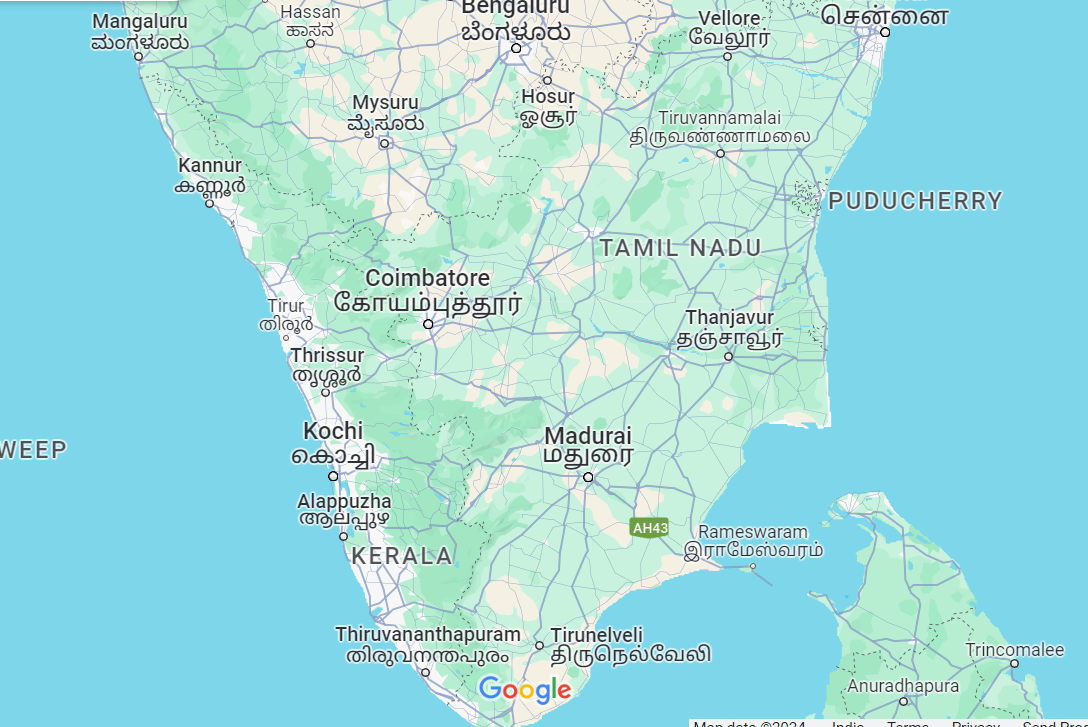 Bengaluru
ಬೆಂಗಳೂರು
Mangaluru
ಮಂಗಳೂರು
Hassan
ಹಾಸನ
Vellore
வேலூர்
சென்னை
Mysuru
ಮೈಸೂರು
Hosur
ஓசூர்
Tiruvannamalai
திருவண்ணாமலை
Kannur
കണ്ണൂർ
PUDUCHERRY
TAMIL NADU
Coimbatore
கோயம்புத்தூர்
Tirur
തിരൂർ
Thanjavur
தஞ்சாவூர்
Thrissur
തൃശ്ശൂർ
Kochi
കൊച്ചി
WEEP
Madurai
மதுரை
Alappuzha
ആലപ്പുഴ
AH43
Rameswaram
இராமேஸ்வரம்
KERALA
Thiruvananthapuram
തിരുവനന്തപുരം
Tirunelveli
திருநெல்வேலி
Trincomalee
Google
Anuradhapura
Map data ©2024 India Terms Privacy